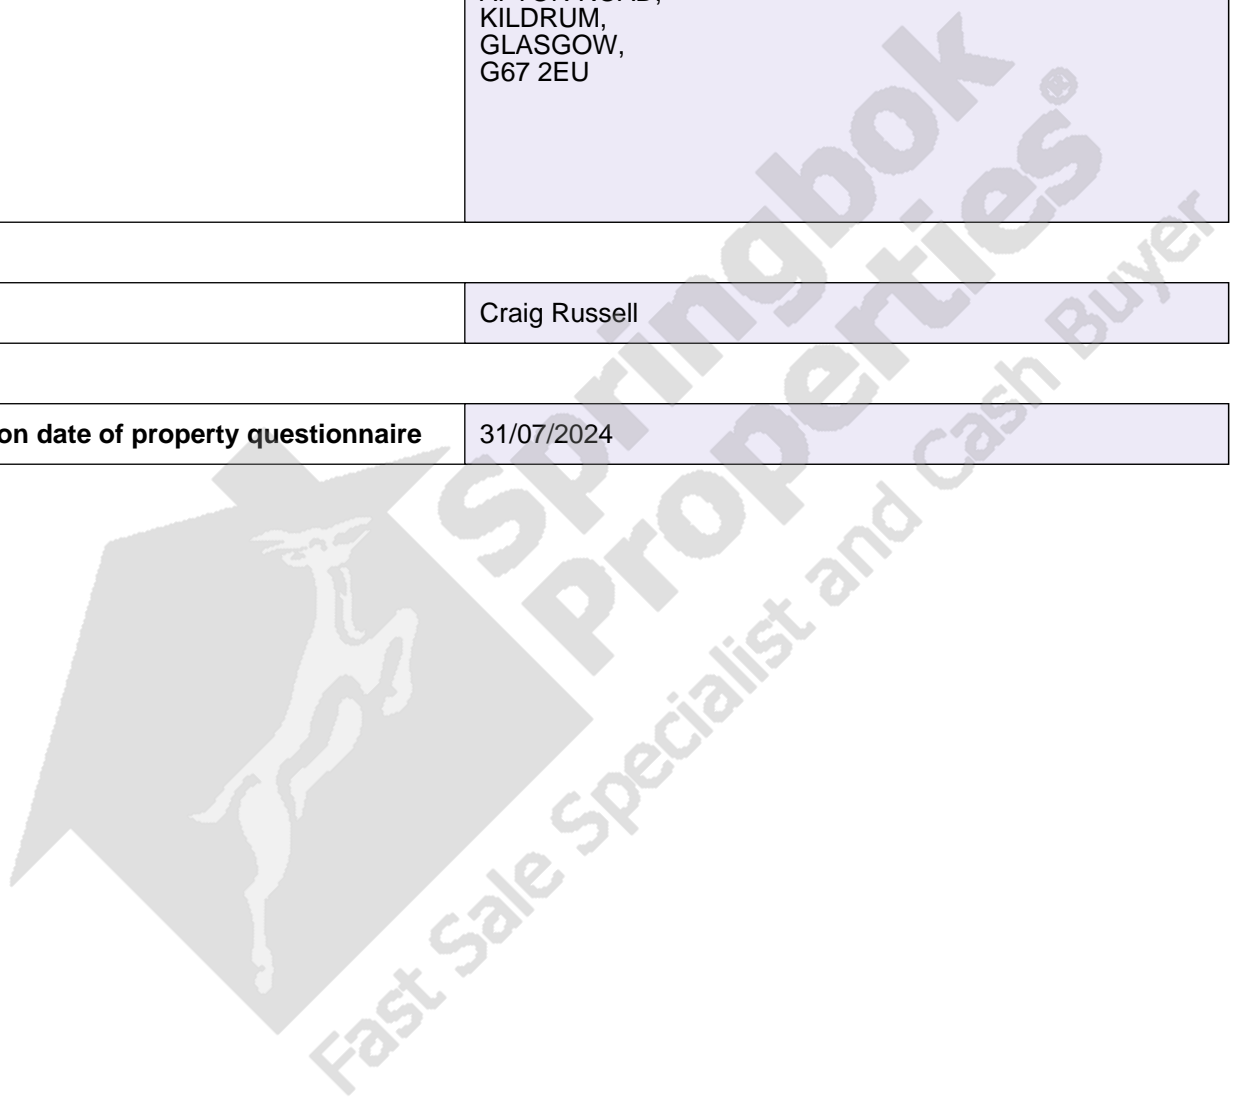 KILDRUM,
GLASGOW,
G67 2EU
Craig Russell
on date of property questionnaire
31/07/2024
Springbok
Properties®
Fast Sale Specialist and Cash Buyer